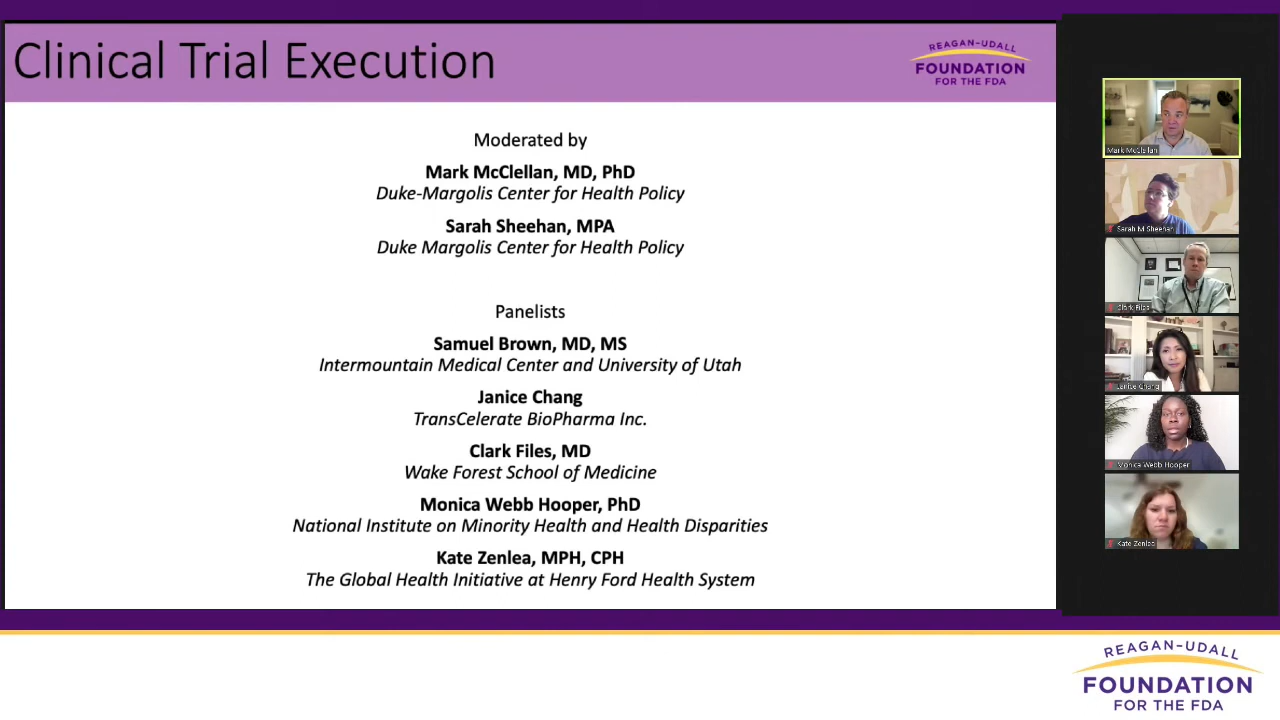 Clinical Trial Execution
REAGAN-UDALL
FOUNDATION
FOR THE FDA
Moderated by
Mark McClellan, MD, PhD
Duke-Margolis Center for Health Policy
Sarah Sheehan, MPA
Duke Margolis Center for Health Policy
Panelists
Samuel Brown, MD, MS
Intermountain Medical Center and University of Utah
Janice Chang
TransCelerate BioPharma Inc.
Clark Files, MD
Wake Forest School of Medicine
Monica Webb Hooper, PhD
National Institute on Minority Health and Health Disparities
Kate Zenlea, MPH, CPH
The Global Health Initiative at Henry Ford Health System
Mark McClellan
Sarah M Sheehan
Clark Files
Janice Chang
Monica Webb Hooper
Kate Zenlea
REAGAN-UDALL
FOUNDATION
FOR THE FDA